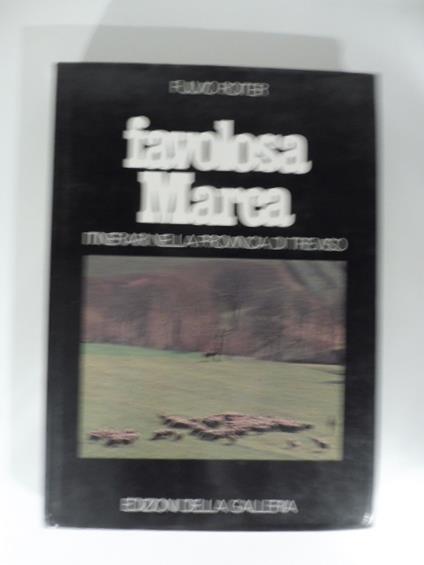 FULVIO ROITER
favolosa
Marca
ITINERARI NELLA PROVINCIA DI TREVISO
EDIZIONI DELLA GALLERIA